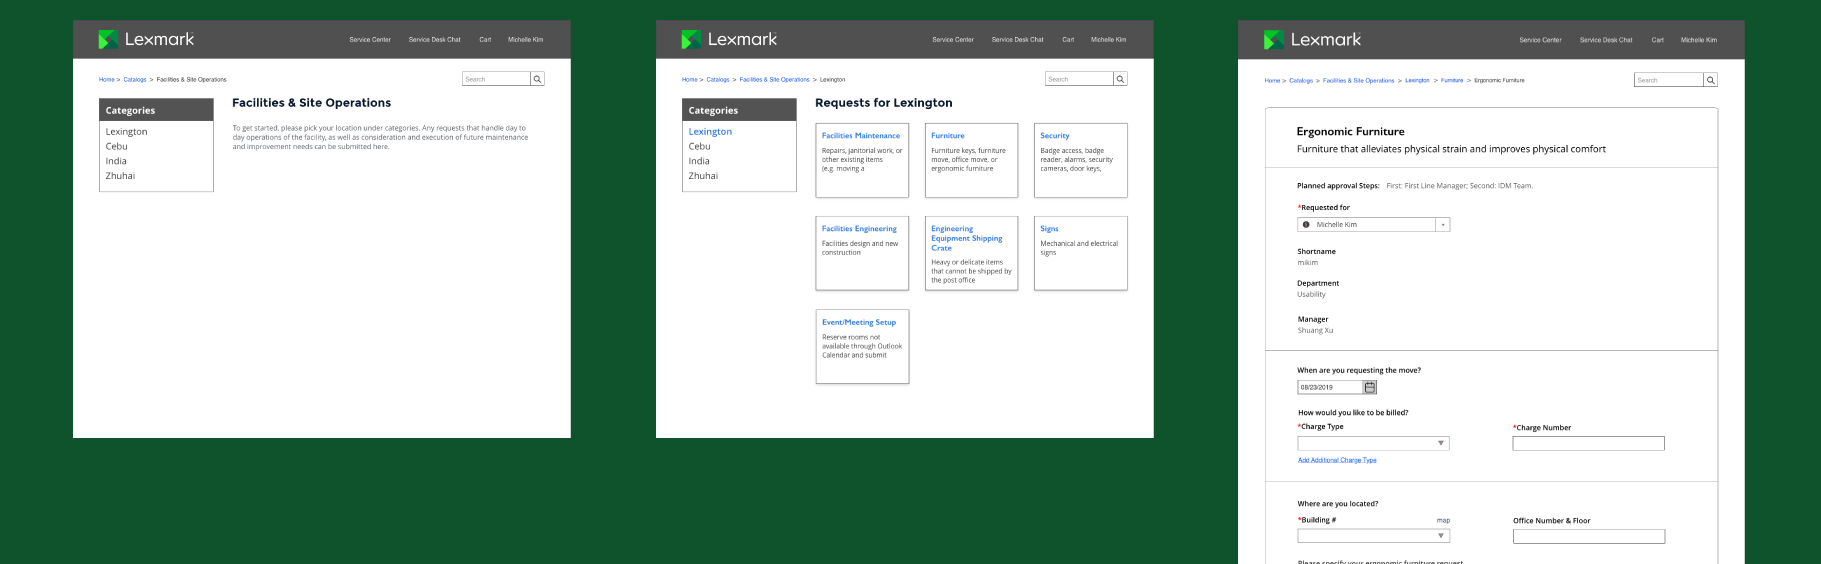 Lexmark
Service Center Service Desk Chat Cart Michelle Kim
Home > Catalogs > Facilities & Site Operations
Search
Categories
Lexington
Cebu
India
Zhuhai
Facilities & Site Operations
To get started, please pick your location under categories. Any requests that handle day to
day operations of the facility, as well as consideration and execution of future maintenance
and improvement needs can be submitted here.
Lexmark
Service Center Service Desk Chat Cart Michelle Kim
Home > Catalogs > Facilities & Site Operations > Lexington
Search
Categories
Lexington
Cebu
India
Zhuhai
Requests for Lexington
Facilities Maintenance
Repairs, janitorial work, or
other existing items
(e.g. moving a
Furniture
Furniture keys, furniture
move, office move, or
ergonomic furniture
Security
Badge access, badge
reader, alarms, security
cameras, door keys,
Facilities Engineering
Facilities design and new
construction
Engineering
Equipment Shipping
Crate
Heavy or delicate items
that cannot be shipped by
the post office
Signs
Mechanical and electrical
signs
Event/Meeting Setup
Reserve rooms not
available through Outlook
Calendar and submit
Lexmark
Service Center Service Desk Chat Cart Michelle Kim
Home > Catalogs > Facilities & Site Operations > Lexington > Furniture > Ergonomic Furniture
Search
Ergonomic Furniture
Furniture that alleviates physical strain and improves physical comfort
Planned approval Steps: First: First Line Manager; Second: IDM Team.
*Requested for
Michelle Kim
Shortname
mikim
Department
Usability
Manager
Shuang Xu
When are you requesting the move?
08/23/2019
How would you like to be billed?
*Charge Type
*Charge Number
Add Additional Charge Type
Where are you located?
*Building # map
Office Number & Floor
Please specify your ergonomic furniture request